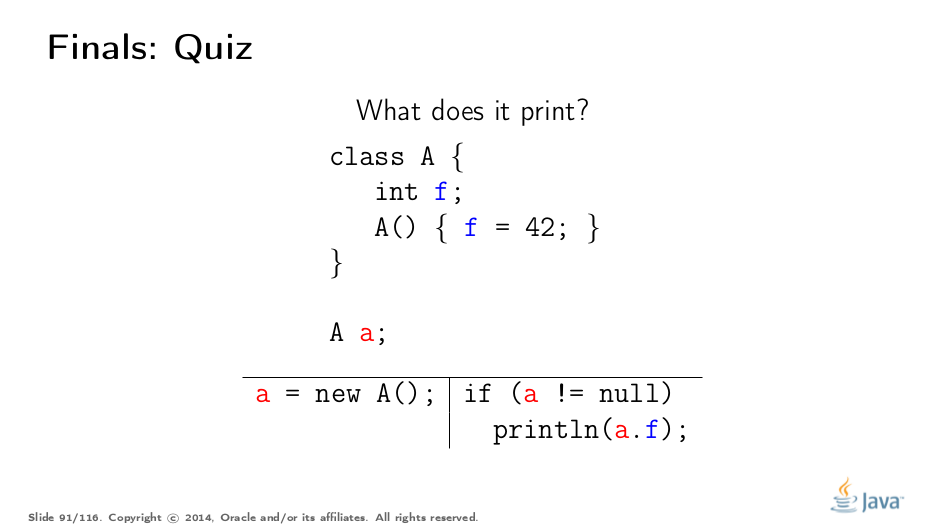 Finals: Quiz
What does it print?
class A {
int f;
A() { f = 42; }
}
A a;
a = new A(); if (a != null)
println(a.f);
Slide 91/116. Copyright © 2014, Oracle and/or its affiliates. All rights reserved.
Java™